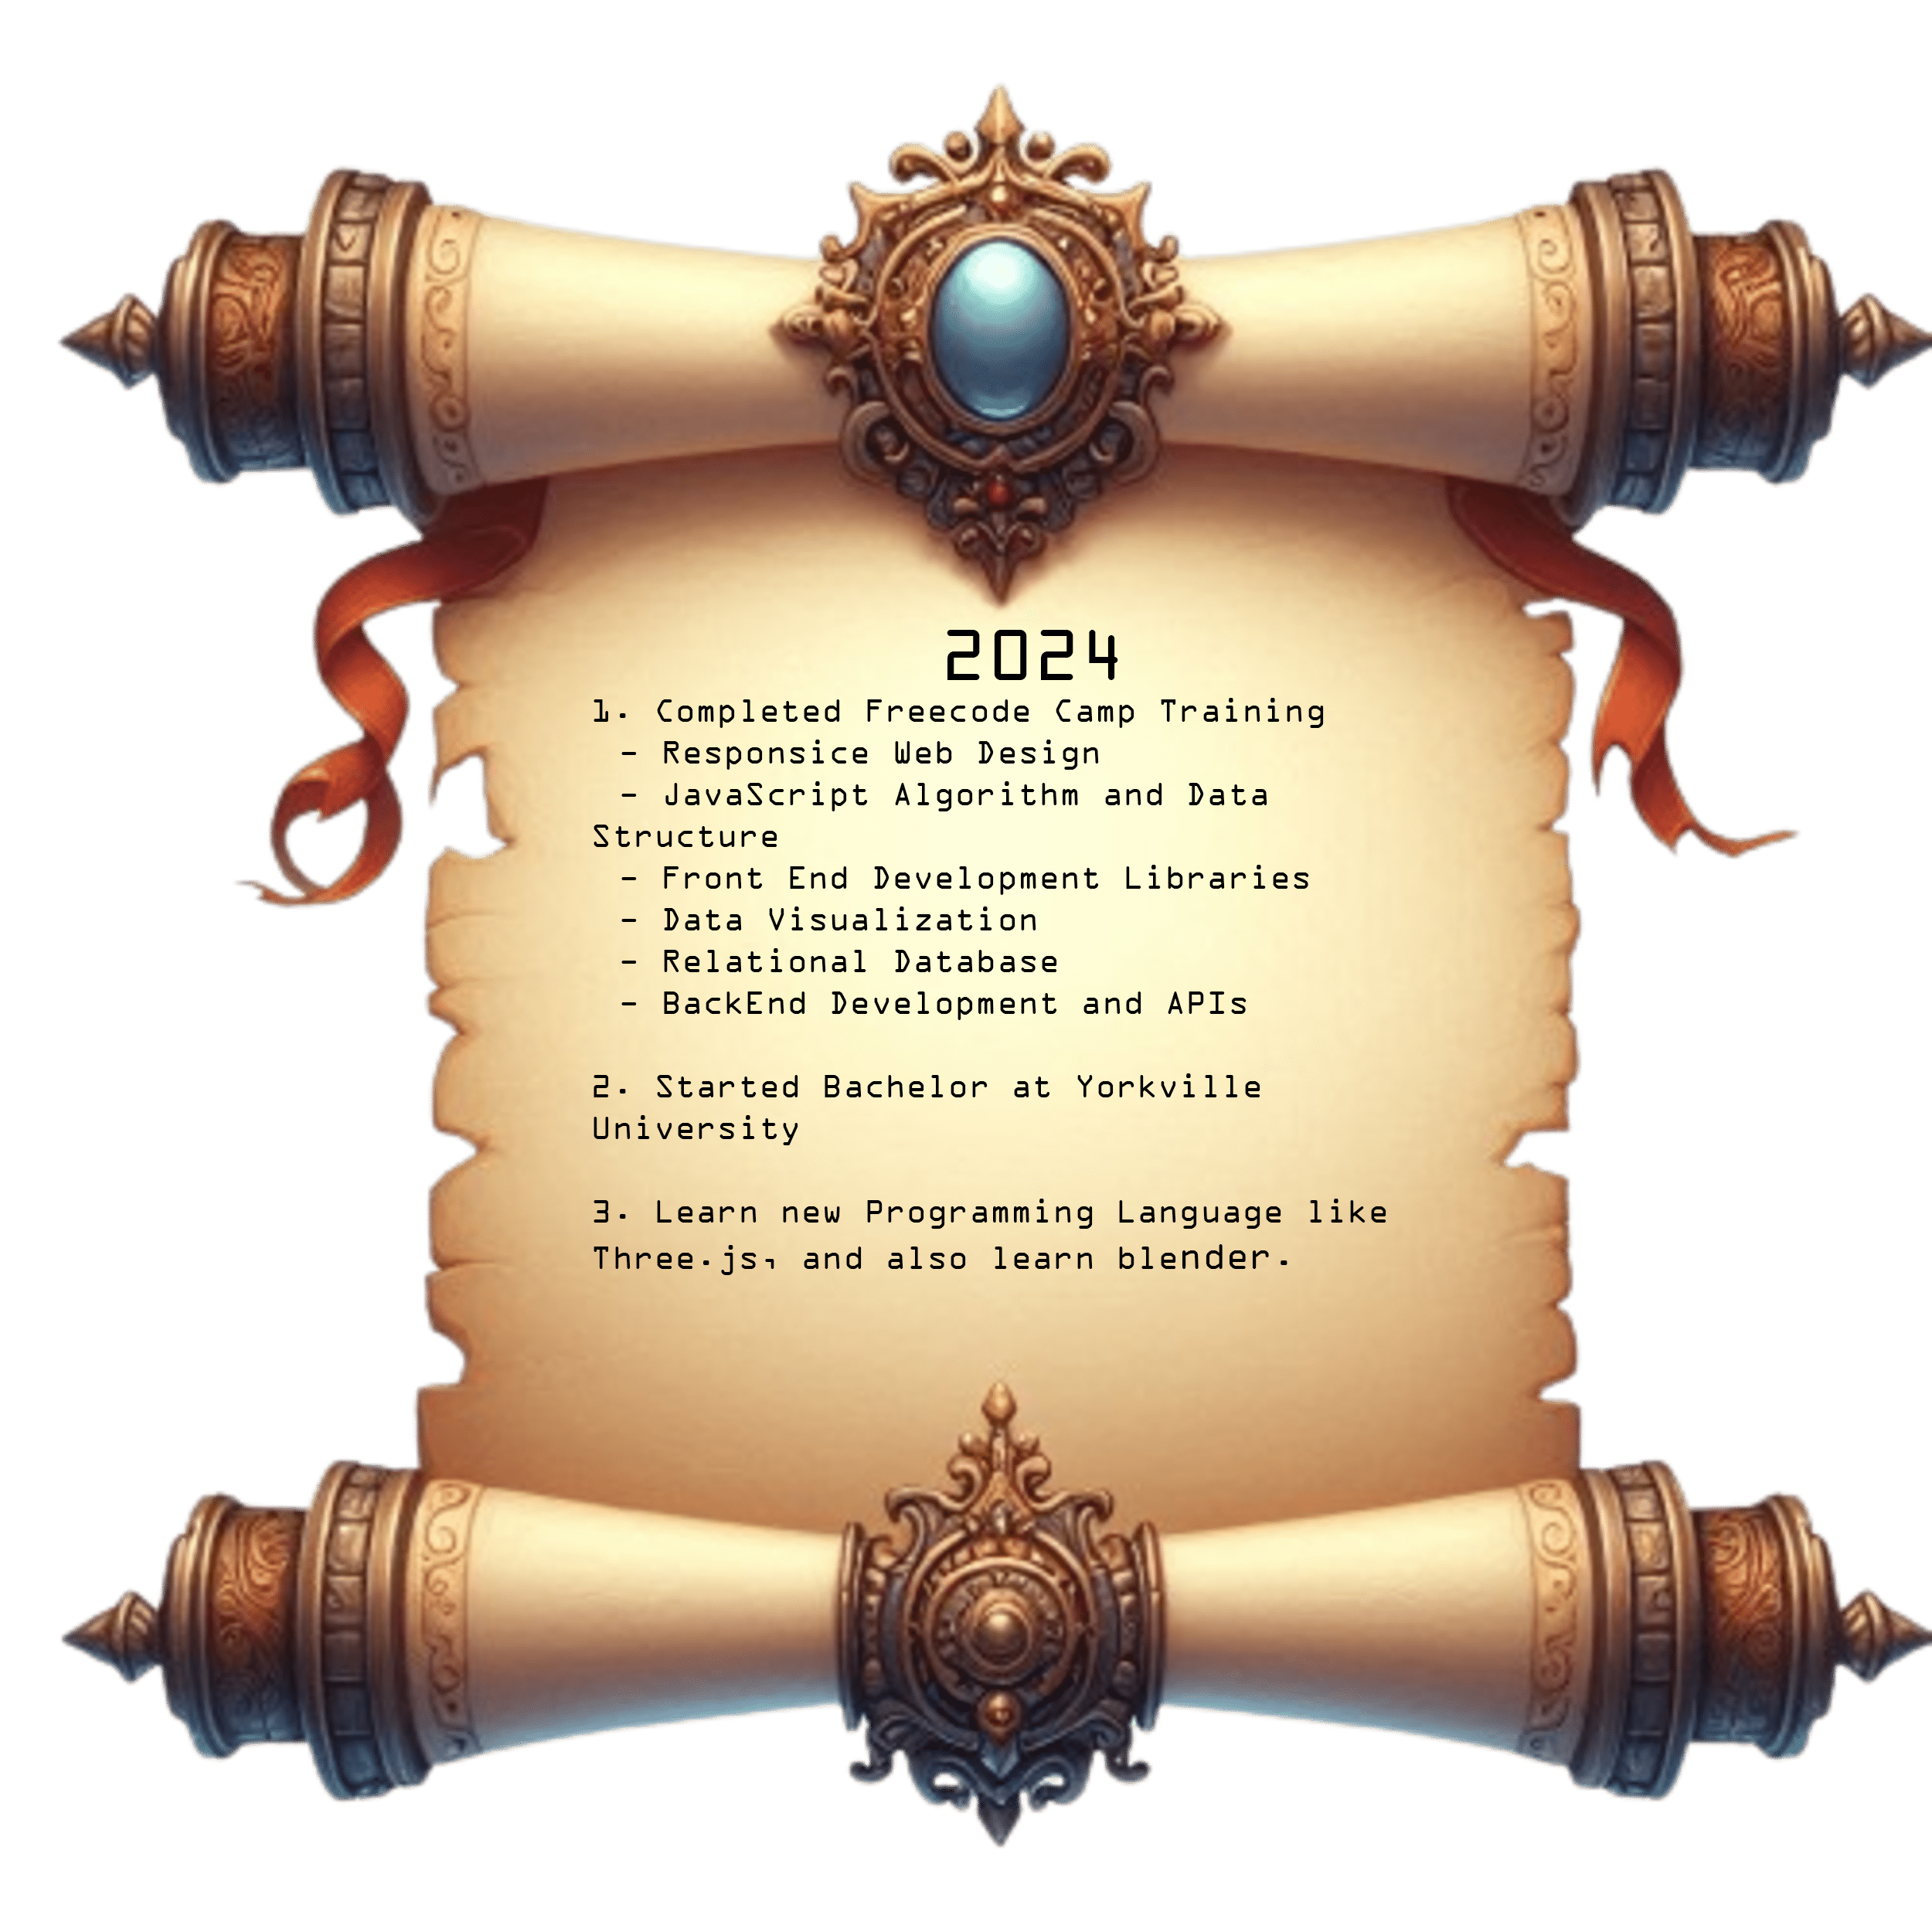 2024
1. Completed Freecode Camp Training
- Responsice Web Design
- JavaScript Algorithm and Data
Structure
- Front End Development Libraries
- Data Visualization
- Relational Database
- BackEnd Development and APIs
2. Started Bachelor at Yorkville
University
3. Learn new Programming Language like
Three.js, and also learn blender.